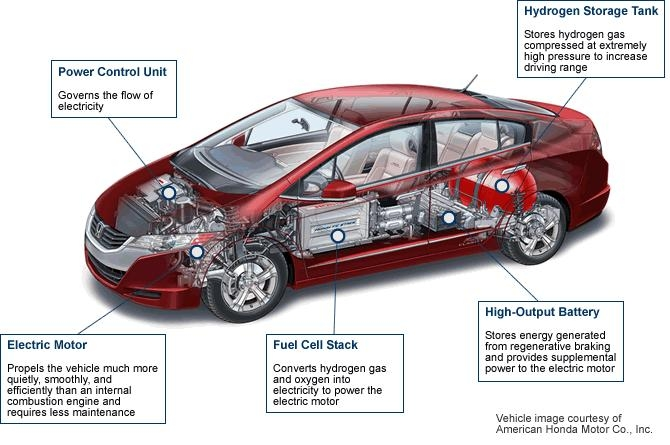 Hydrogen Storage Tank
Stores hydrogen gas
compressed at extremely
high pressure to increase
driving range
Power Control Unit
Governs the flow of
electricity
Electric Motor
Propels the vehicle much more
quietly, smoothly, and
efficiently than an internal
combustion engine and
requires less maintenance
Fuel Cell Stack
Converts hydrogen gas
and oxygen into
electricity to power the
electric motor
High-Output Battery
Stores energy generated
from regenerative braking
and provides supplemental
power to the electric motor
Vehicle image courtesy of
American Honda Motor Co., Inc.